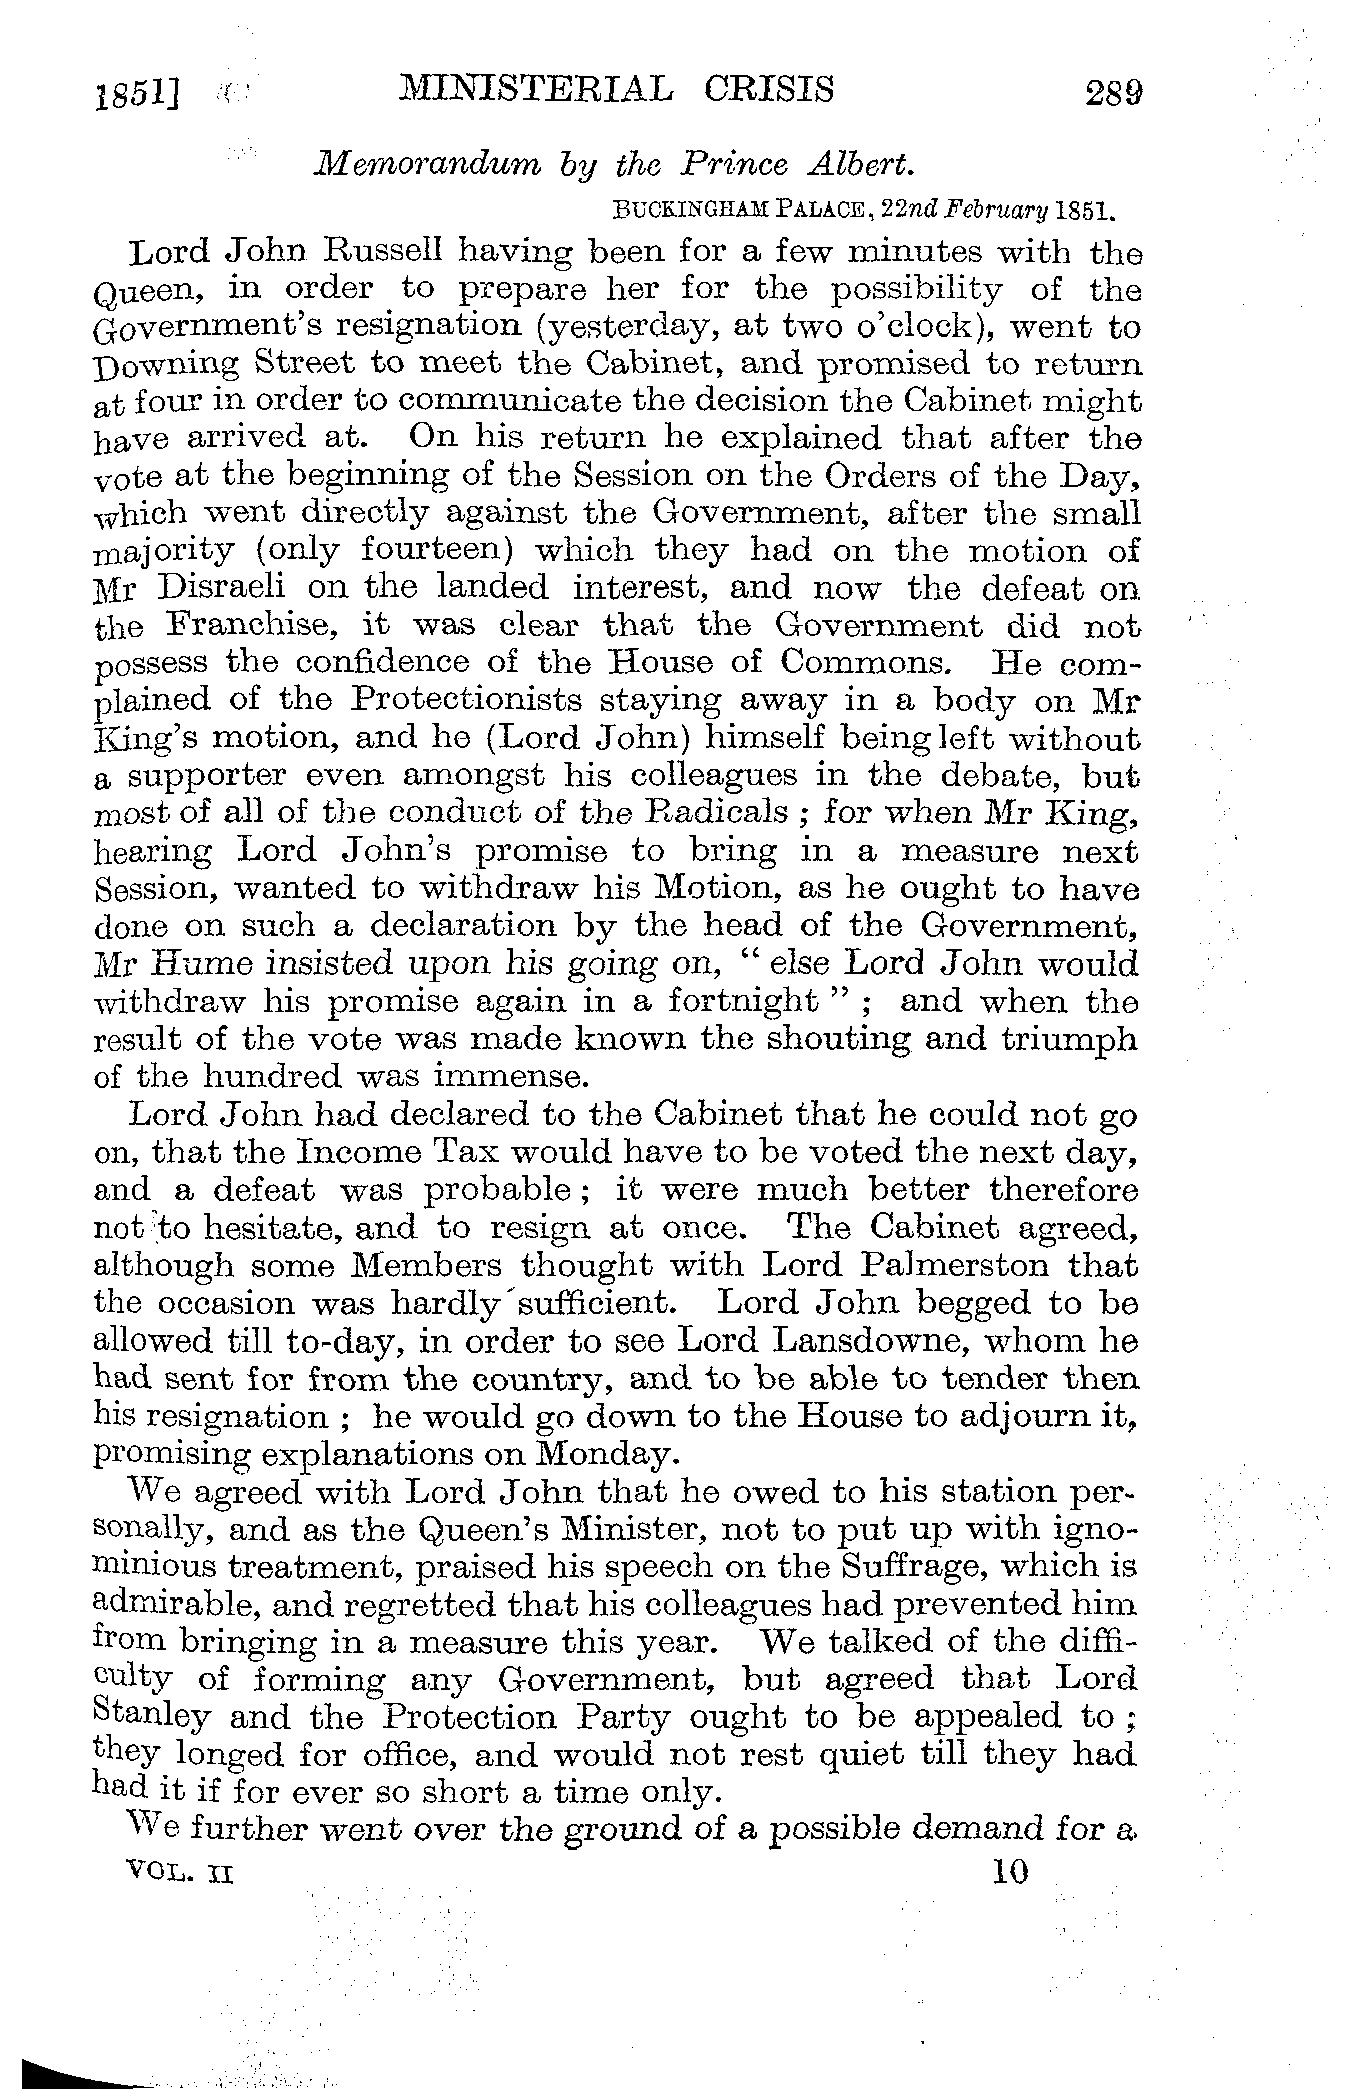 1851] MINISTERIAL CRISIS 289
Memorandum by the Prince Albert.
BUCKINGHAM PALACE, 22nd February 1851.
Lord John Russell having been for a few minutes with the
Queen, in order to prepare her for the possibility of the
Government's resignation (yesterday, at two o'clock), went to
Downing Street to meet the Cabinet, and promised to return
at four in order to communicate the decision the Cabinet might
have arrived at. On his return he explained that after the
vote at the beginning of the Session on the Orders of the Day,
which went directly against the Government, after the small
majority (only fourteen) which they had on the motion of
Mr Disraeli on the landed interest, and now the defeat on
the Franchise, it was clear that the Government did not
possess the confidence of the House of Commons. He com-
plained of the Protectionists staying away in a body on Mr
King's motion, and he (Lord John) himself being left without
a supporter even amongst his colleagues in the debate, but
most of all of the conduct of the Radicals ; for when Mr King,
hearing Lord John's promise to bring in a measure next
Session, wanted to withdraw his Motion, as he ought to have
done on such a declaration by the head of the Government,
Mr Hume insisted upon his going on, " else Lord John would
withdraw his promise again in a fortnight " ; and when the
result of the vote was made known the shouting and triumph
of the hundred was immense.
Lord John had declared to the Cabinet that he could not go
on, that the Income Tax would have to be voted the next day,
and a defeat was probable ; it were much better therefore
not to hesitate, and to resign at once. The Cabinet agreed,
although some Members thought with Lord Palmerston that
the occasion was hardly sufficient. Lord John begged to be
allowed till to-day, in order to see Lord Lansdowne, whom he
had sent for from the country, and to be able to tender then
his resignation ; he would go down to the House to adjourn it,
promising explanations on Monday.
We agreed with Lord John that he owed to his station per-
sonally, and as the Queen's Minister, not to put up with igno-
minious treatment, praised his speech on the Suffrage, which is
admirable, and regretted that his colleagues had prevented him
from bringing in a measure this year. We talked of the diffi-
culty of forming any Government, but agreed that Lord
Stanley and the Protection Party ought to be appealed to ;
they longed for office, and would not rest quiet till they had
had it if for ever so short a time only.
We further went over the ground of a possible demand for a
VOL. II 10